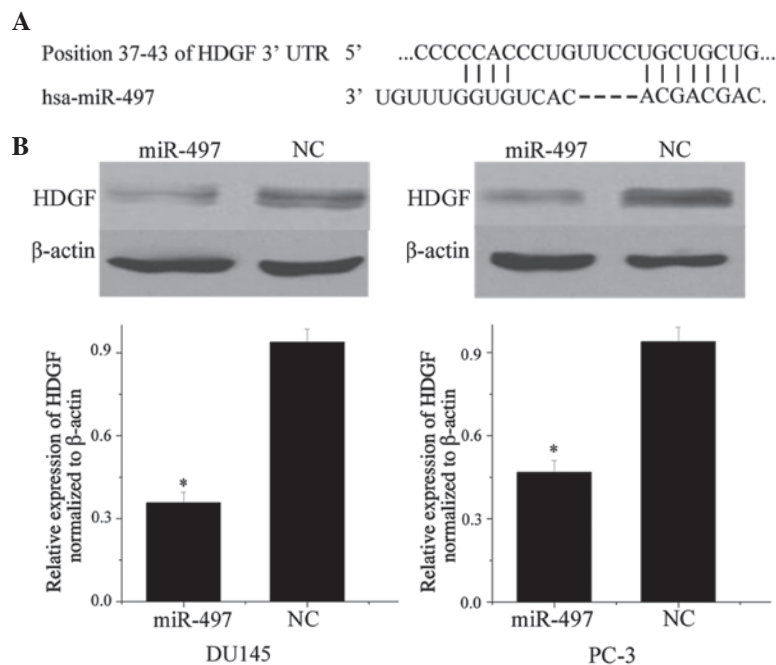 A
Position 37-43 of HDGF 3’ UTR 5’ ...CCCCCACCCUGUUCCUGCUGCUG...
hsa-miR-497 3’ UGUUUGGUGUCAC----ACGACGAC.
B
miR-497 NC
HDGF
β-actin
miR-497 NC
HDGF
β-actin
Relative expression of HDGF
normalized to β-actin
0.9
0.6
0.3
0.0
*
miR-497 NC
DU145
Relative expression of HDGF
normalized to β-actin
0.9
0.6
0.3
0.0
*
miR-497 NC
PC-3